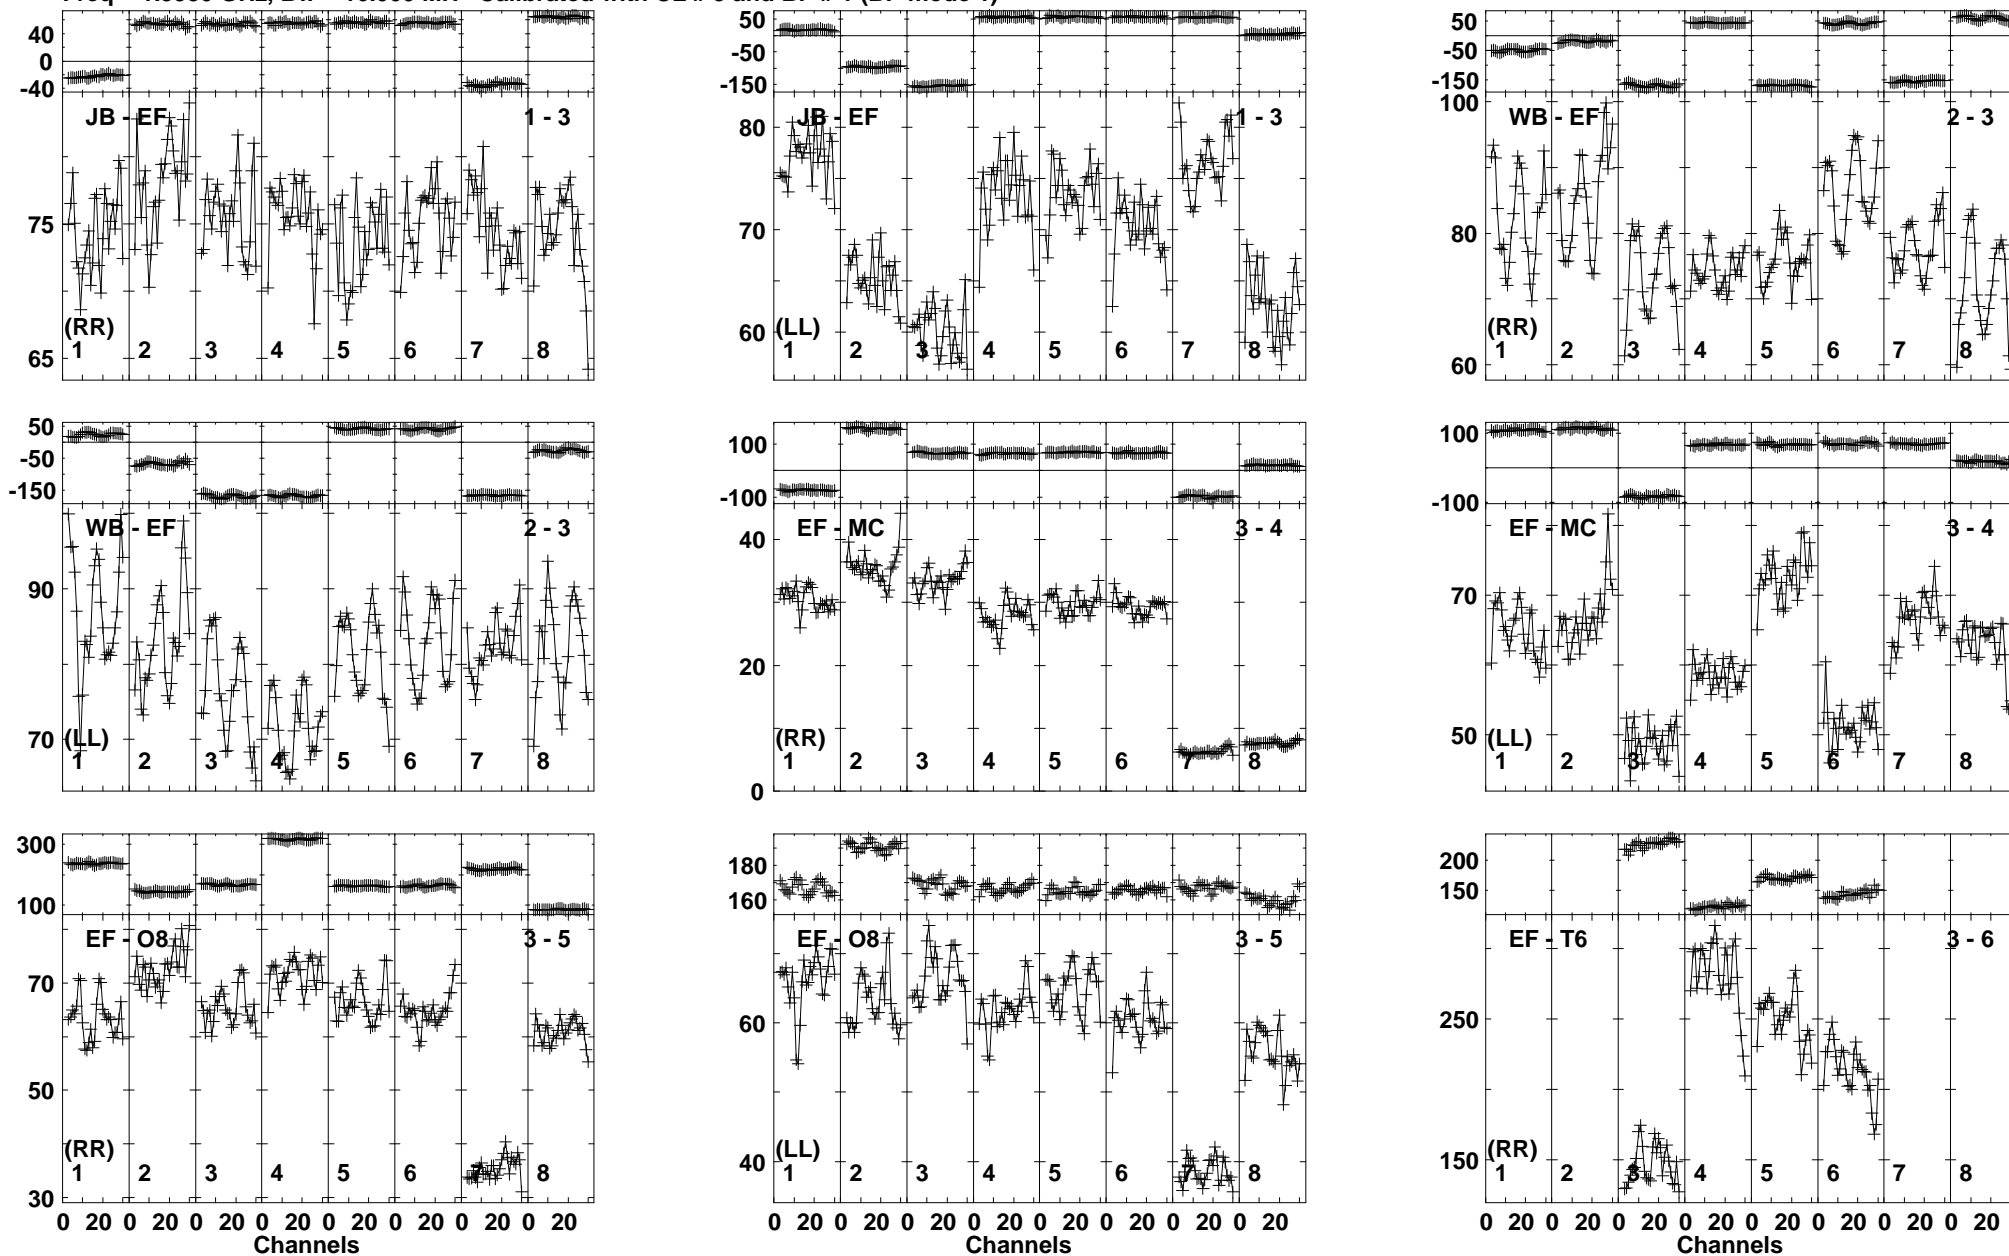 40 0 -40
50 -50 -150
50 -50 -150
JB - EF 1 - 3
JB - EF 1 - 3
WB - EF 2 - 3
75 65
80 70 60
100 80 60
(RR)
(LL)
(RR)
1 2 3 4 5 6 7 8
1 2 3 4 5 6 7 8
1 2 3 4 5 6 7 8
50 -50 -150
100 -100
100 -100
WB - EF 2 - 3
EF - MC 3 - 4
EF - MC 3 - 4
90 70
40 20 0
70 50
(LL)
(RR)
(LL)
1 2 3 4 5 6 7 8
1 2 3 4 5 6 7 8
1 2 3 4 5 6 7 8
300 100
180 160
200 150
EF - O8 3 - 5
EF - O8 3 - 5
EF - T6 3 - 6
70 50 30
60 40
250 150
(RR)
(LL)
(RR)
1 2 3 4 5 6 7 8
1 2 3 4 5 6 7 8
1 2 3 4 5 6 7 8
0 20 0 20 0 20 0 20 0 20 0 20 0 20 0 20
0 20 0 20 0 20 0 20 0 20 0 20 0 20 0 20
0 20 0 20 0 20 0 20 0 20 0 20 0 20 0 20
Channels
Channels
Channels